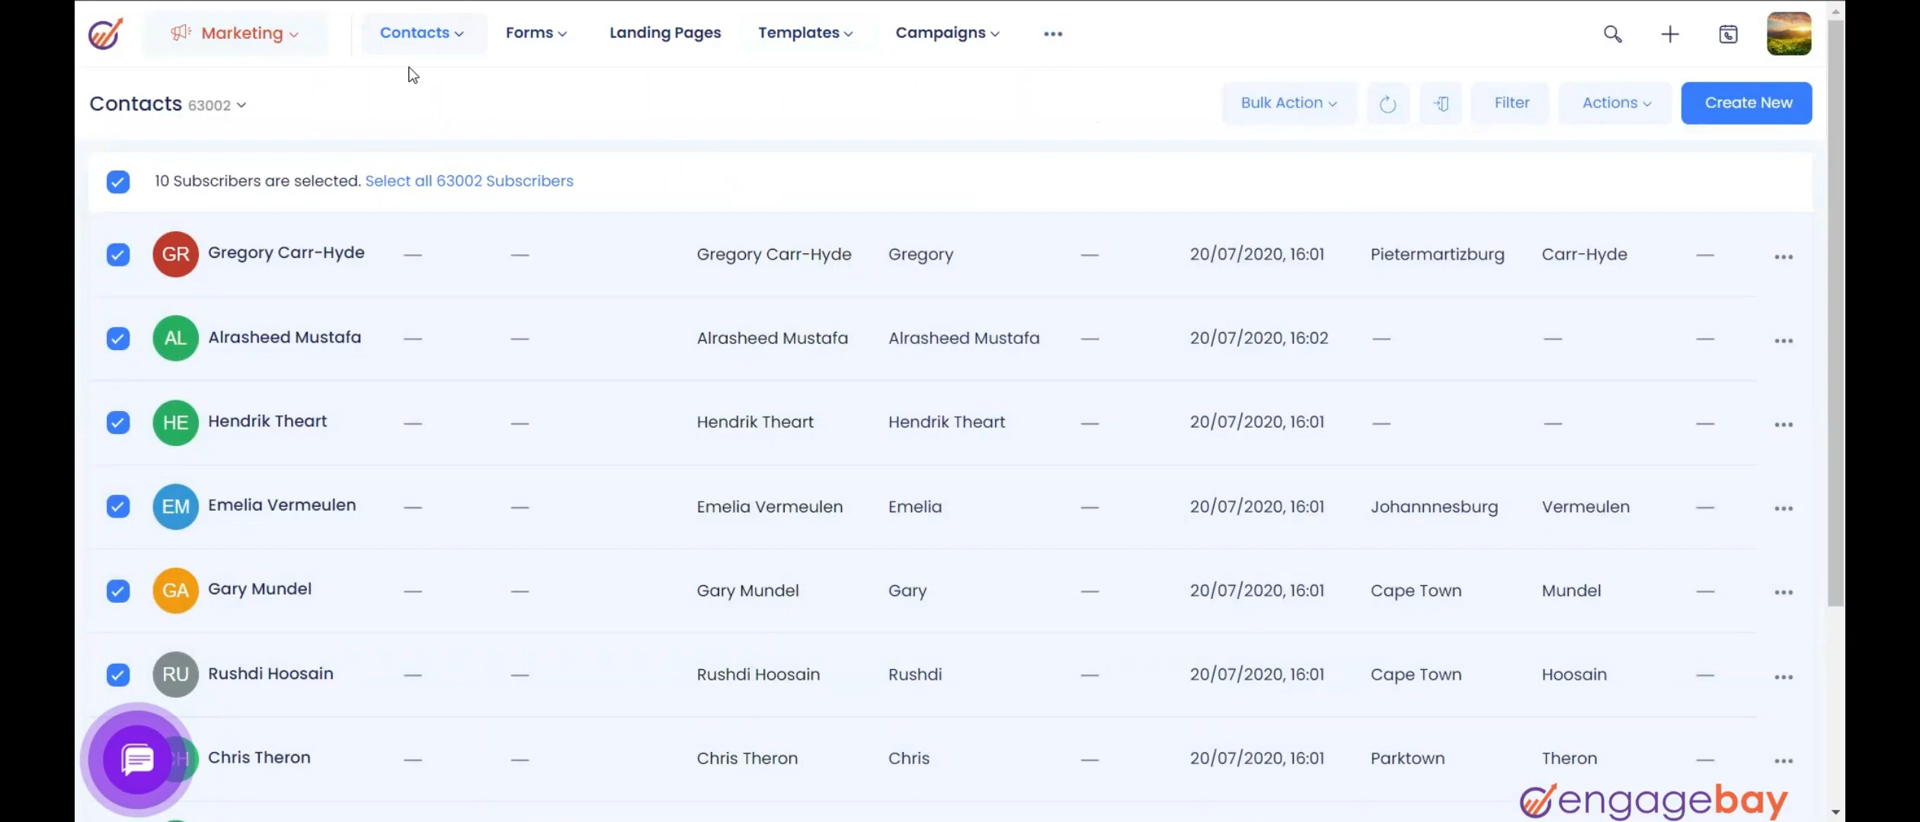 Marketing Contacts Forms Landing Pages Templates Campaigns
Contacts 63002 Bulk Action Filter Actions Create New
10 Subscribers are selected. Select all 63002 Subscribers
GR Gregory Carr-Hyde — — Gregory Carr-Hyde Gregory — 20/07/2020, 16:01 Pietermartizburg Carr-Hyde —
AL Alrasheed Mustafa — — Alrasheed Mustafa Alrasheed Mustafa — 20/07/2020, 16:02 — — —
HE Hendrik Theart — — Hendrik Theart Hendrik Theart — 20/07/2020, 16:01 — — —
EM Emelia Vermeulen — — Emelia Vermeulen Emelia — 20/07/2020, 16:01 Johannnesburg Vermeulen —
GA Gary Mundel — — Gary Mundel Gary — 20/07/2020, 16:01 Cape Town Mundel —
RU Rushdi Hoosain — — Rushdi Hoosain Rushdi — 20/07/2020, 16:01 Cape Town Hoosain —
Chris Theron — — Chris Theron Chris — 20/07/2020, 16:01 Parktown Theron —
engagebay